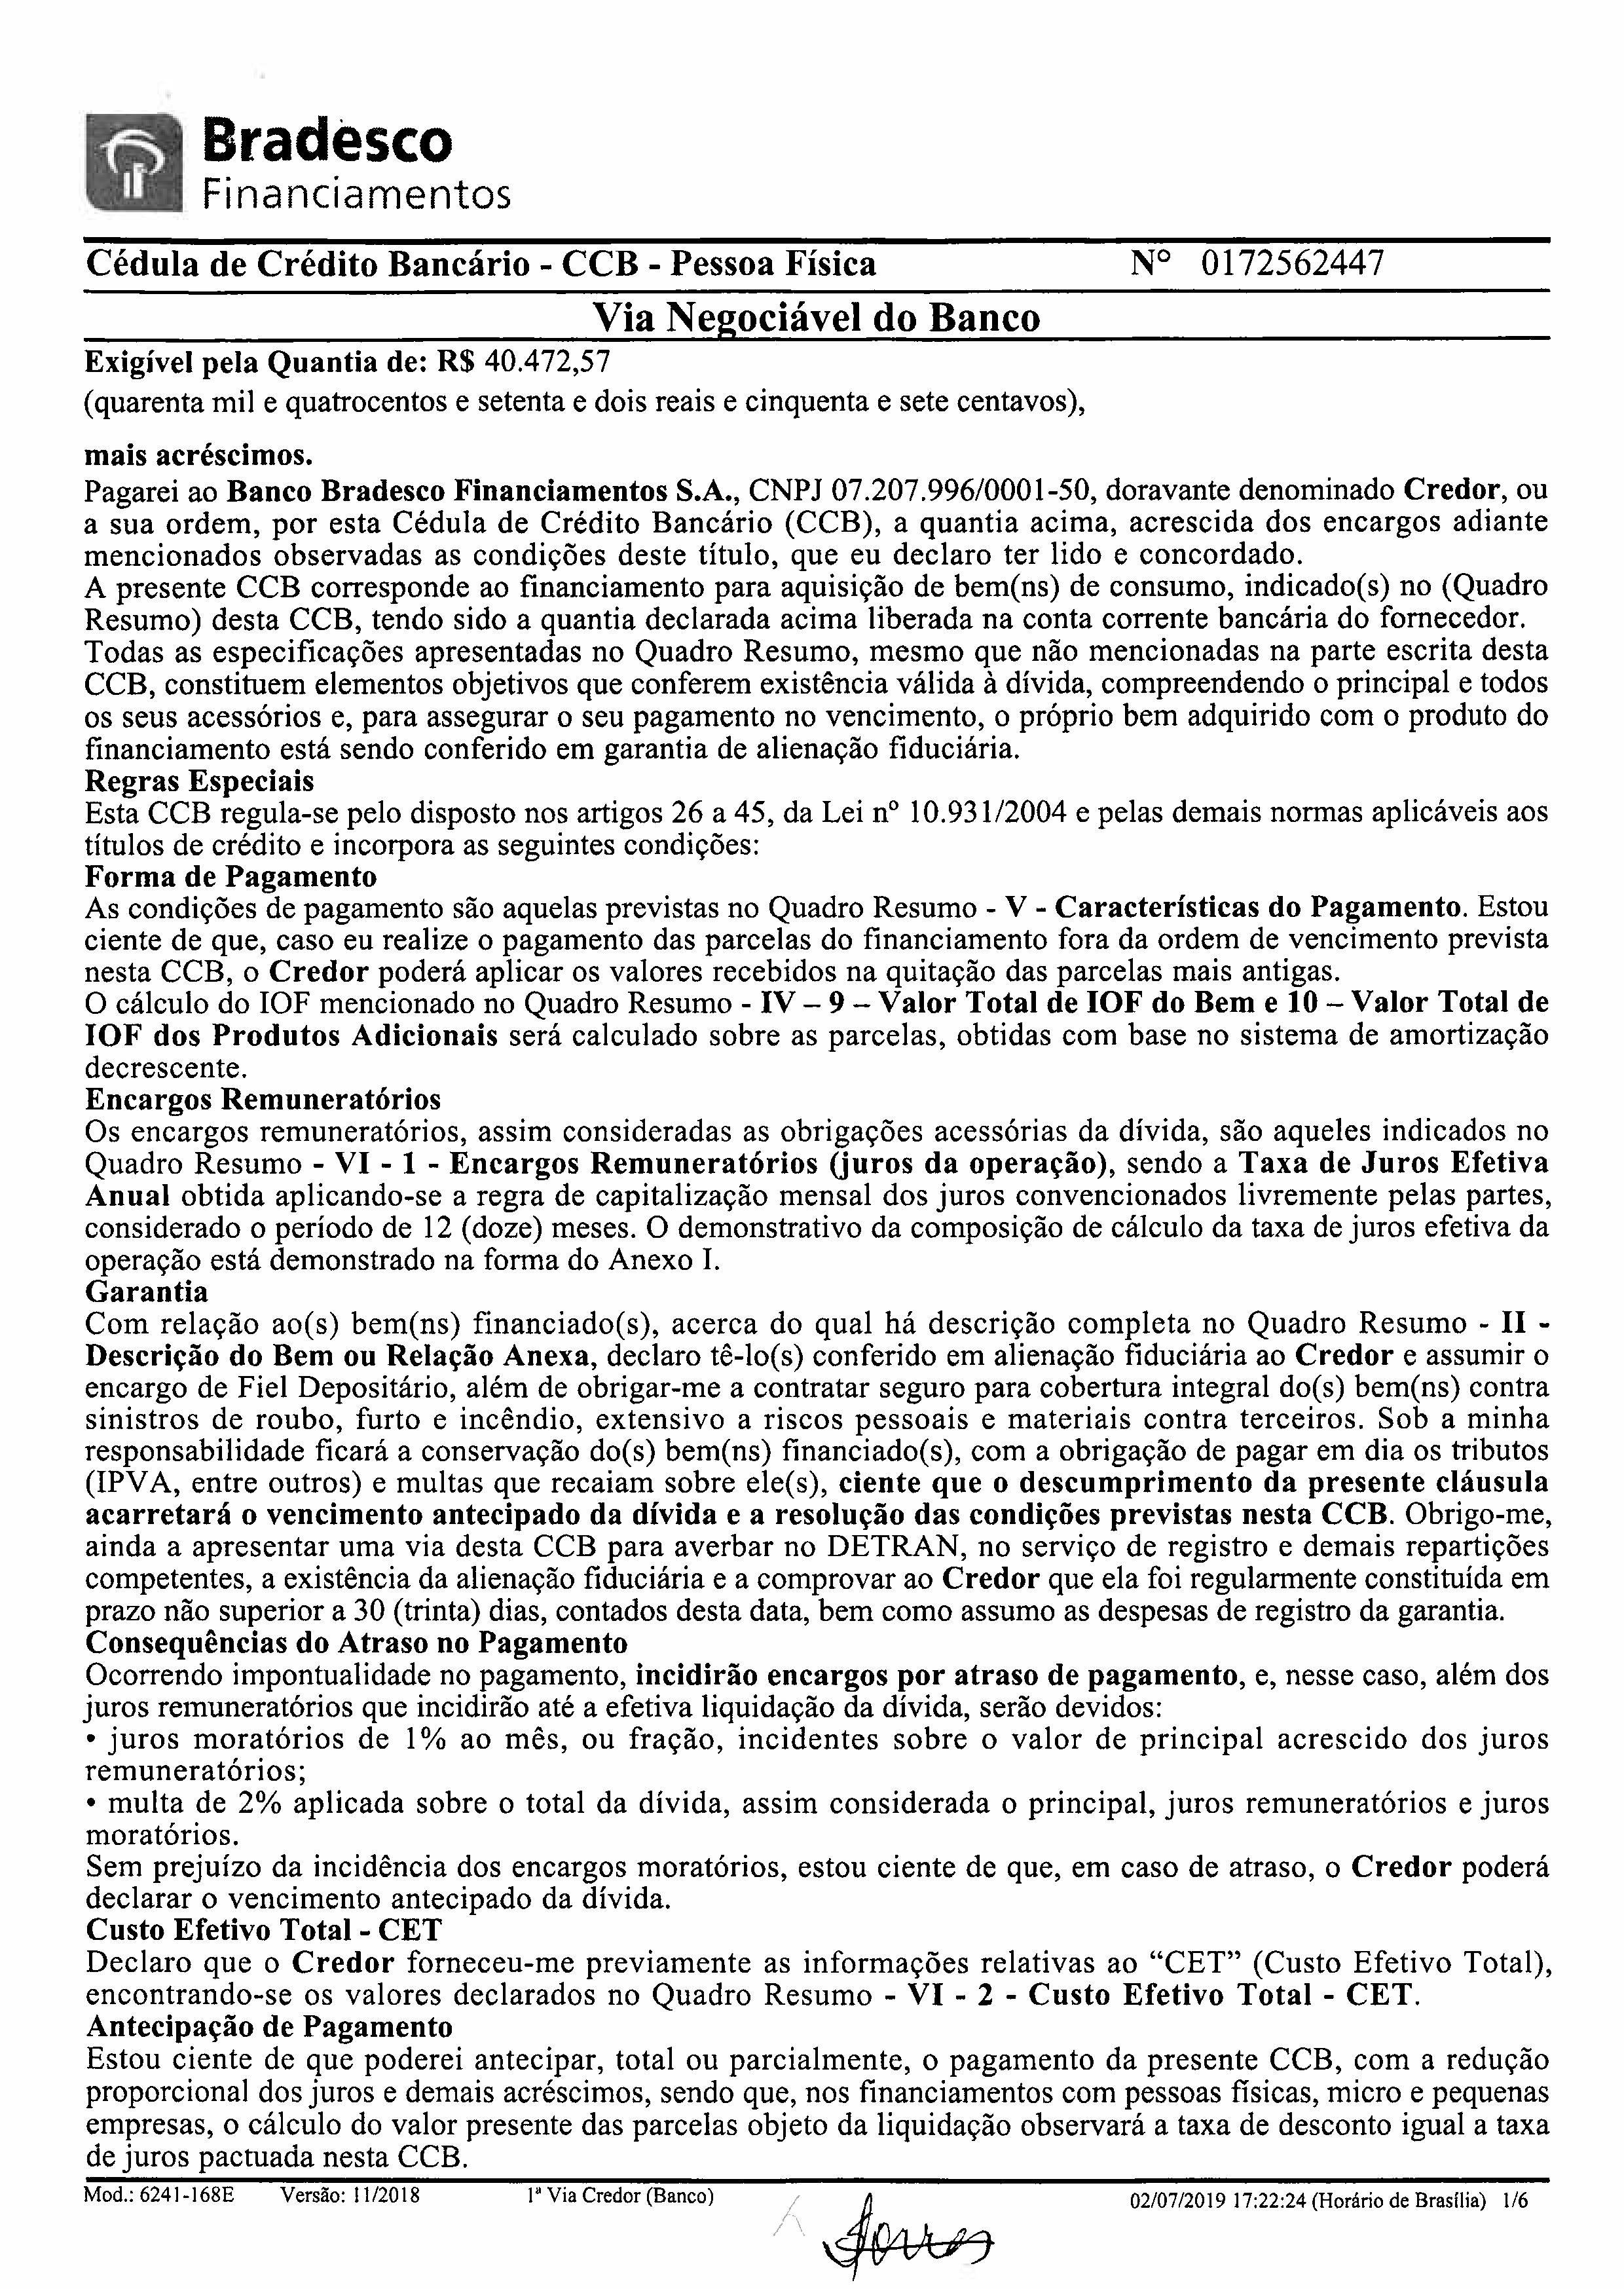 Bradesco
Financiamentos
Cédula de Crédito Bancário - CCB - Pessoa Física Nº 0172562447
Via Negociável do Banco
Exigível pela Quantia de: R$ 40.472,57
(quarenta mil e quatrocentos e setenta e dois reais e cinquenta e sete centavos),
mais acréscimos.
Pagarei ao Banco Bradesco Financiamentos S.A., CNPJ 07.207.996/0001-50, doravante denominado Credor, ou
a sua ordem, por esta Cédula de Crédito Bancário (CCB), a quantia acima, acrescida dos encargos adiante
mencionados observadas as condições deste título, que eu declaro ter lido e concordado.
A presente CCB corresponde ao financiamento para aquisição de bem(ns) de consumo, indicado(s) no (Quadro
Resumo) desta CCB, tendo sido a quantia declarada acima liberada na conta corrente bancária do fornecedor.
Todas as especificações apresentadas no Quadro Resumo, mesmo que não mencionadas na parte escrita desta
CCB, constituem elementos objetivos que conferem existência válida à dívida, compreendendo o principal e todos
os seus acessórios e, para assegurar o seu pagamento no vencimento, o próprio bem adquirido com o produto do
financiamento está sendo conferido em garantia de alienação fiduciária.
Regras Especiais
Esta CCB regula-se pelo disposto nos artigos 26 a 45, da Lei nº 10.931/2004 e pelas demais normas aplicáveis aos
títulos de crédito e incorpora as seguintes condições:
Forma de Pagamento
As condições de pagamento são aquelas previstas no Quadro Resumo - V - Características do Pagamento. Estou
ciente de que, caso eu realize o pagamento das parcelas do financiamento fora da ordem de vencimento prevista
nesta CCB, o Credor poderá aplicar os valores recebidos na quitação das parcelas mais antigas.
O cálculo do IOF mencionado no Quadro Resumo - IV – 9 – Valor Total de IOF do Bem e 10 – Valor Total de
IOF dos Produtos Adicionais será calculado sobre as parcelas, obtidas com base no sistema de amortização
decrescente.
Encargos Remuneratórios
Os encargos remuneratórios, assim consideradas as obrigações acessórias da dívida, são aqueles indicados no
Quadro Resumo - VI - 1 - Encargos Remuneratórios (juros da operação), sendo a Taxa de Juros Efetiva
Anual obtida aplicando-se a regra de capitalização mensal dos juros convencionados livremente pelas partes,
considerado o período de 12 (doze) meses. O demonstrativo da composição de cálculo da taxa de juros efetiva da
operação está demonstrado na forma do Anexo I.
Garantia
Com relação ao(s) bem(ns) financiado(s), acerca do qual há descrição completa no Quadro Resumo - II -
Descrição do Bem ou Relação Anexa, declaro tê-lo(s) conferido em alienação fiduciária ao Credor e assumir o
encargo de Fiel Depositário, além de obrigar-me a contratar seguro para cobertura integral do(s) bem(ns) contra
sinistros de roubo, furto e incêndio, extensivo a riscos pessoais e materiais contra terceiros. Sob a minha
responsabilidade ficará a conservação do(s) bem(ns) financiado(s), com a obrigação de pagar em dia os tributos
(IPVA, entre outros) e multas que recaiam sobre ele(s), ciente que o descumprimento da presente cláusula
acarretará o vencimento antecipado da dívida e a resolução das condições previstas nesta CCB. Obrigo-me,
ainda a apresentar uma via desta CCB para averbar no DETRAN, no serviço de registro e demais repartições
competentes, a existência da alienação fiduciária e a comprovar ao Credor que ela foi regularmente constituída em
prazo não superior a 30 (trinta) dias, contados desta data, bem como assumo as despesas de registro da garantia.
Consequências do Atraso no Pagamento
Ocorrendo impontualidade no pagamento, incidirão encargos por atraso de pagamento, e, nesse caso, além dos
juros remuneratórios que incidirão até a efetiva liquidação da dívida, serão devidos:
• juros moratórios de 1% ao mês, ou fração, incidentes sobre o valor de principal acrescido dos juros
remuneratórios;
• multa de 2% aplicada sobre o total da dívida, assim considerada o principal, juros remuneratórios e juros
moratórios.
Sem prejuízo da incidência dos encargos moratórios, estou ciente de que, em caso de atraso, o Credor poderá
declarar o vencimento antecipado da dívida.
Custo Efetivo Total - CET
Declaro que o Credor forneceu-me previamente as informações relativas ao “CET” (Custo Efetivo Total),
encontrando-se os valores declarados no Quadro Resumo - VI - 2 - Custo Efetivo Total - CET.
Antecipação de Pagamento
Estou ciente de que poderei antecipar, total ou parcialmente, o pagamento da presente CCB, com a redução
proporcional dos juros e demais acréscimos, sendo que, nos financiamentos com pessoas físicas, micro e pequenas
empresas, o cálculo do valor presente das parcelas objeto da liquidação observará a taxa de desconto igual a taxa
de juros pactuada nesta CCB.
Mod.: 6241-168E Versão: 11/2018 1ª Via Credor (Banco) 02/07/2019 17:22:24 (Horário de Brasília) 1/6